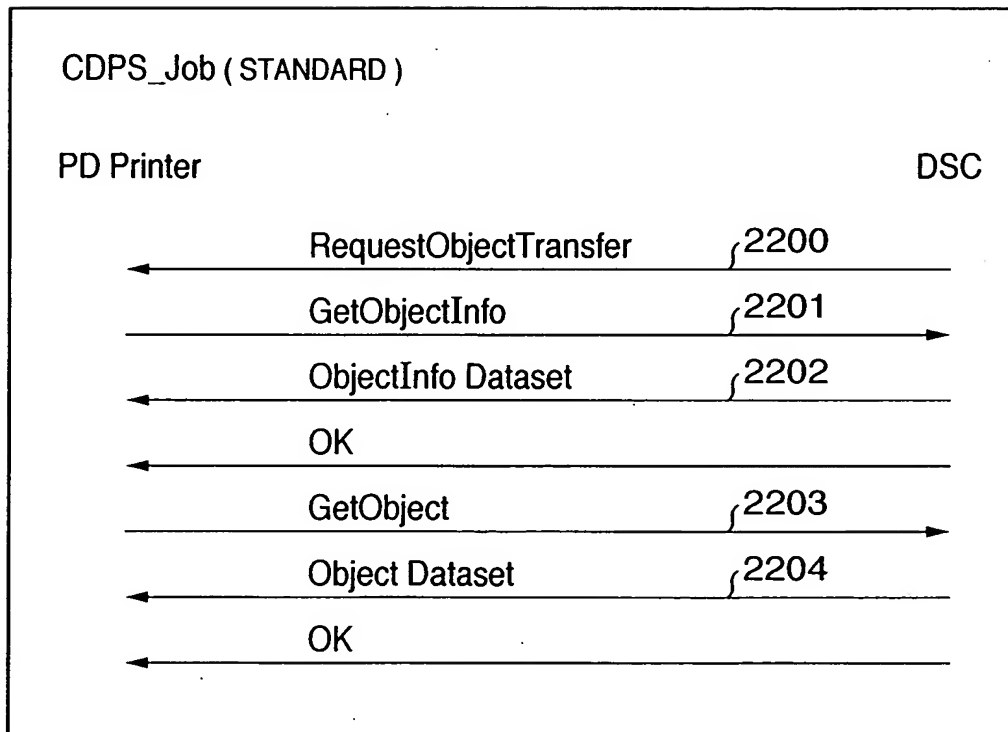 CDPS_Job ( STANDARD )
PD Printer DSC
RequestObjectTransfer 2200
GetObjectInfo 2201
ObjectInfo Dataset 2202
OK
GetObject 2203
Object Dataset 2204
OK